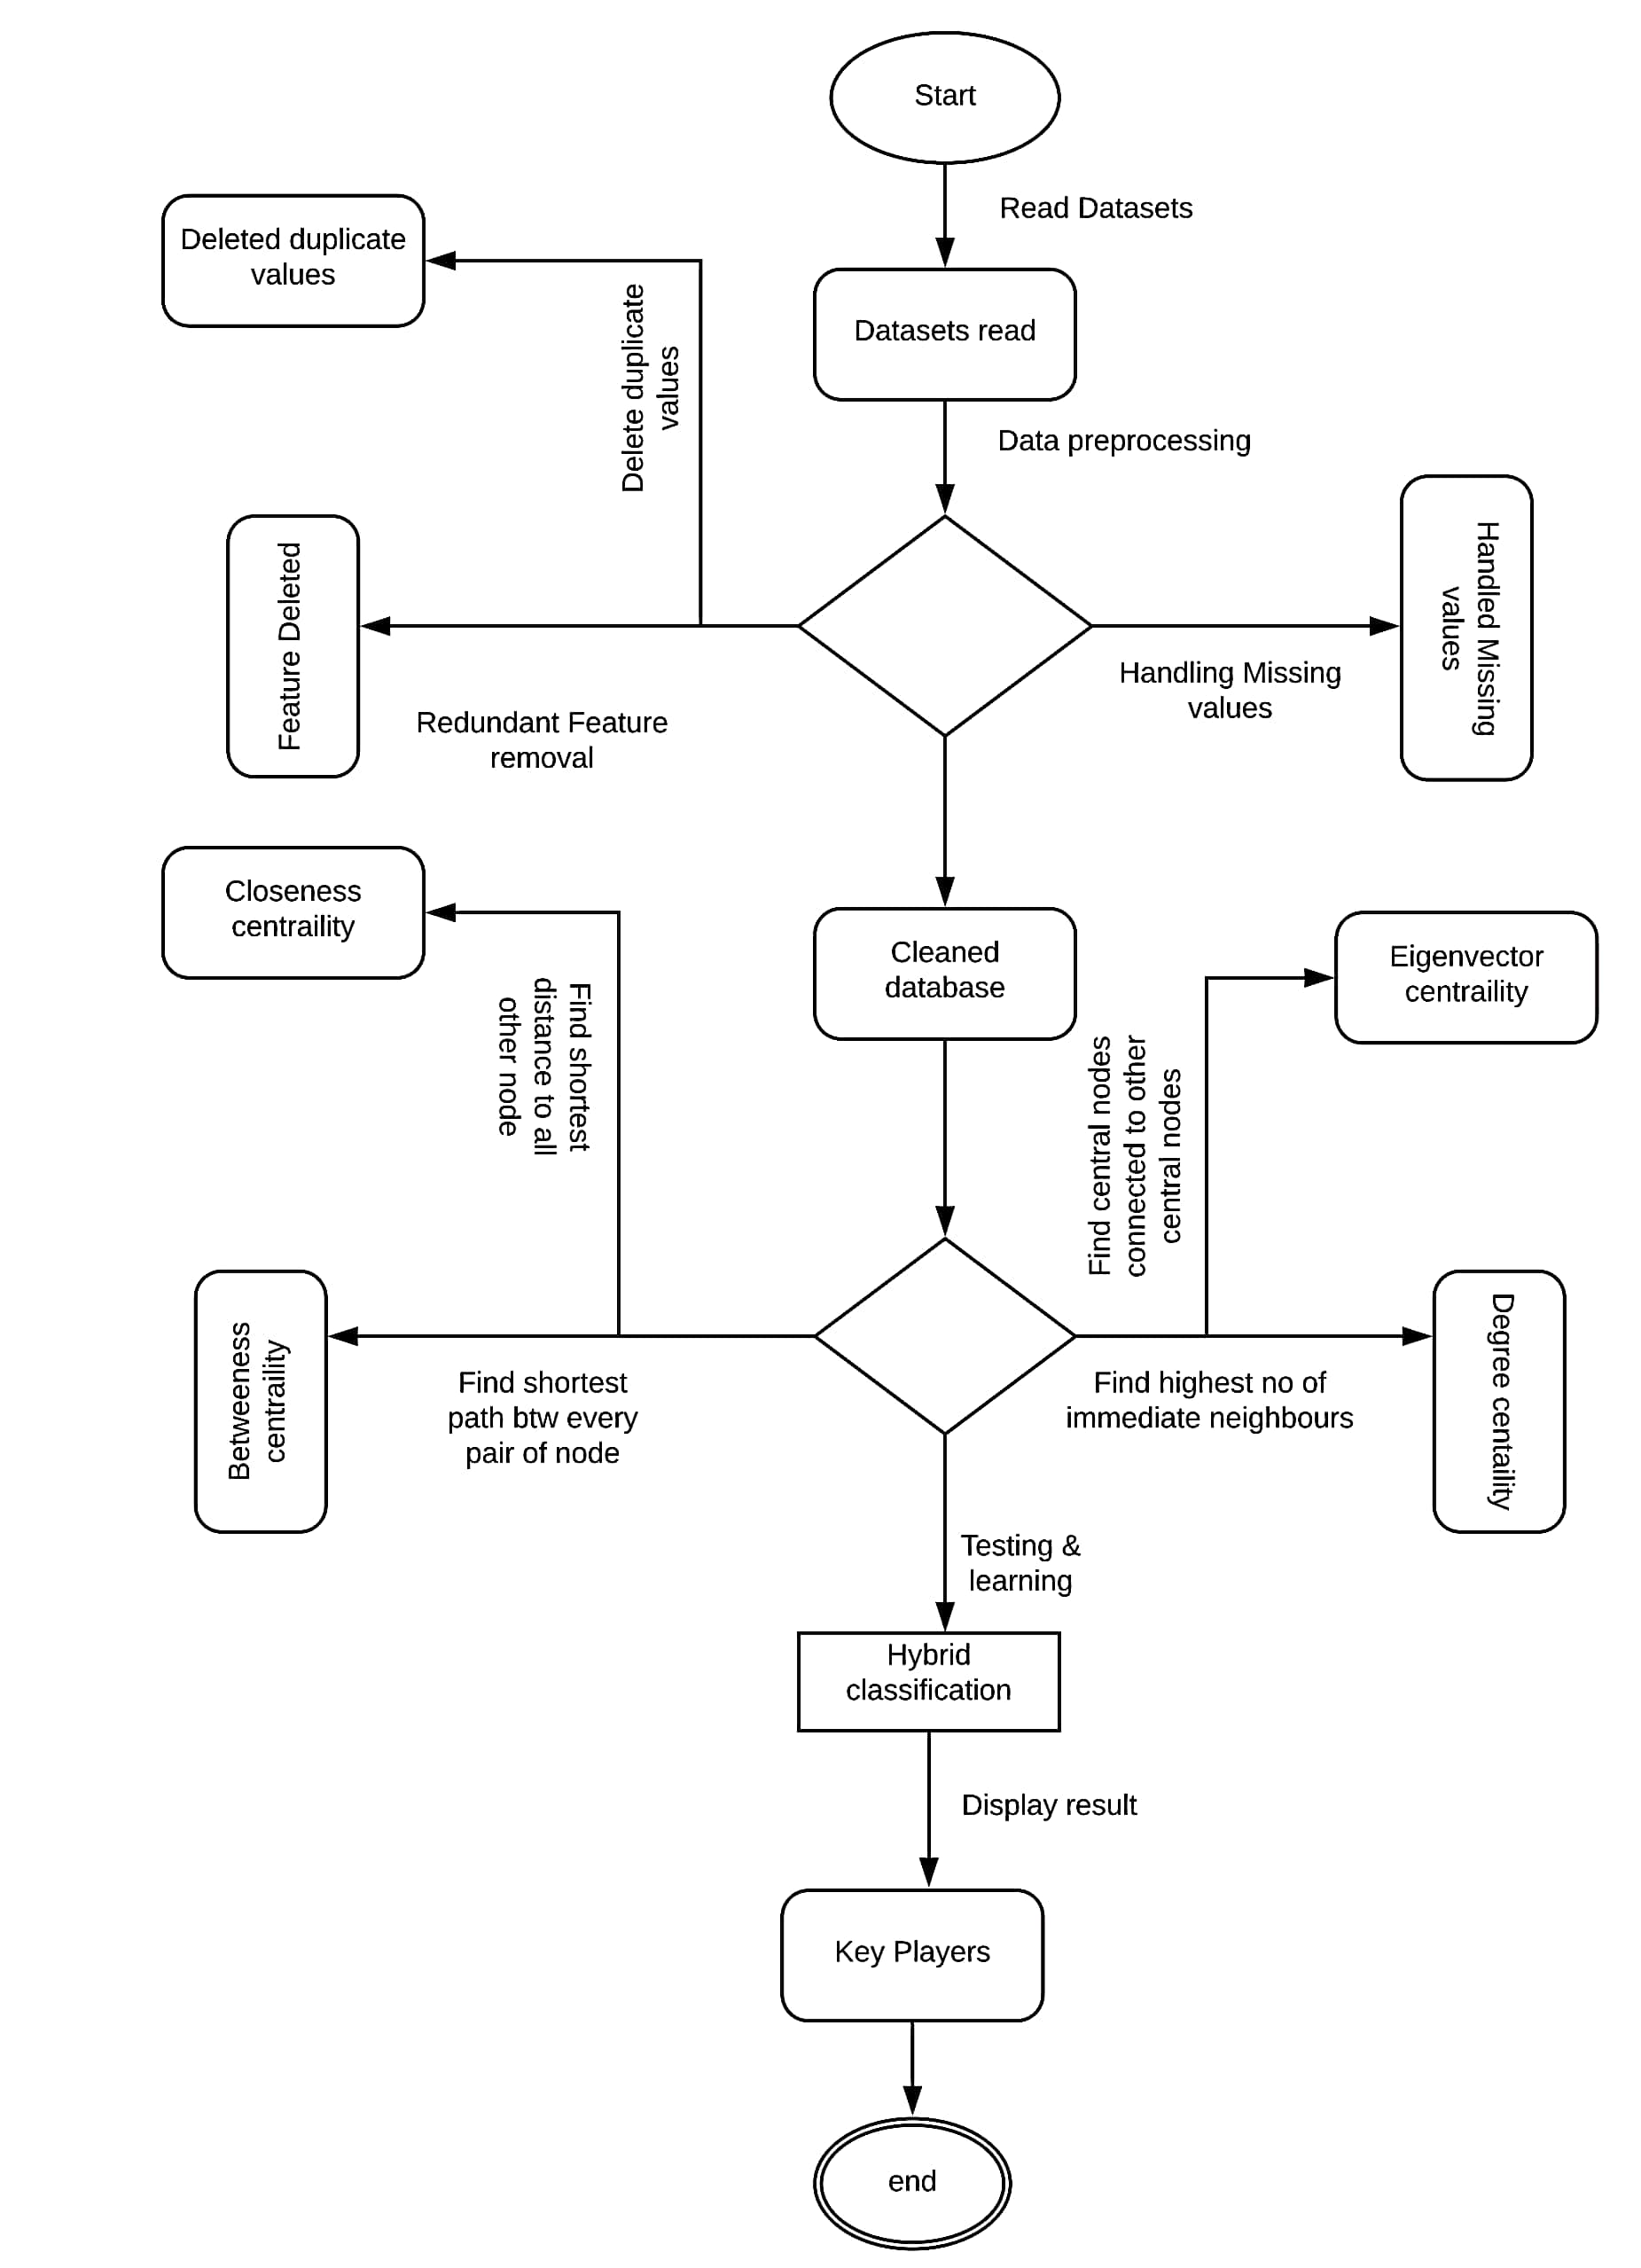 Start
Read Datasets
Deleted duplicate
values
Delete duplicate
values
Datasets read
Data preprocessing
Feature Deleted
Redundant Feature
removal
Handling Missing
values
Handled Missing
values
Closeness
centraility
Find shortest
distance to all
other node
Cleaned
database
Find central nodes
connected to other
central nodes
Eigenvector
centraility
Betweeness
centraility
Find shortest
path btw every
pair of node
Find highest no of
immediate neighbours
Degree centaility
Testing &
learning
Hybrid
classification
Display result
Key Players
end